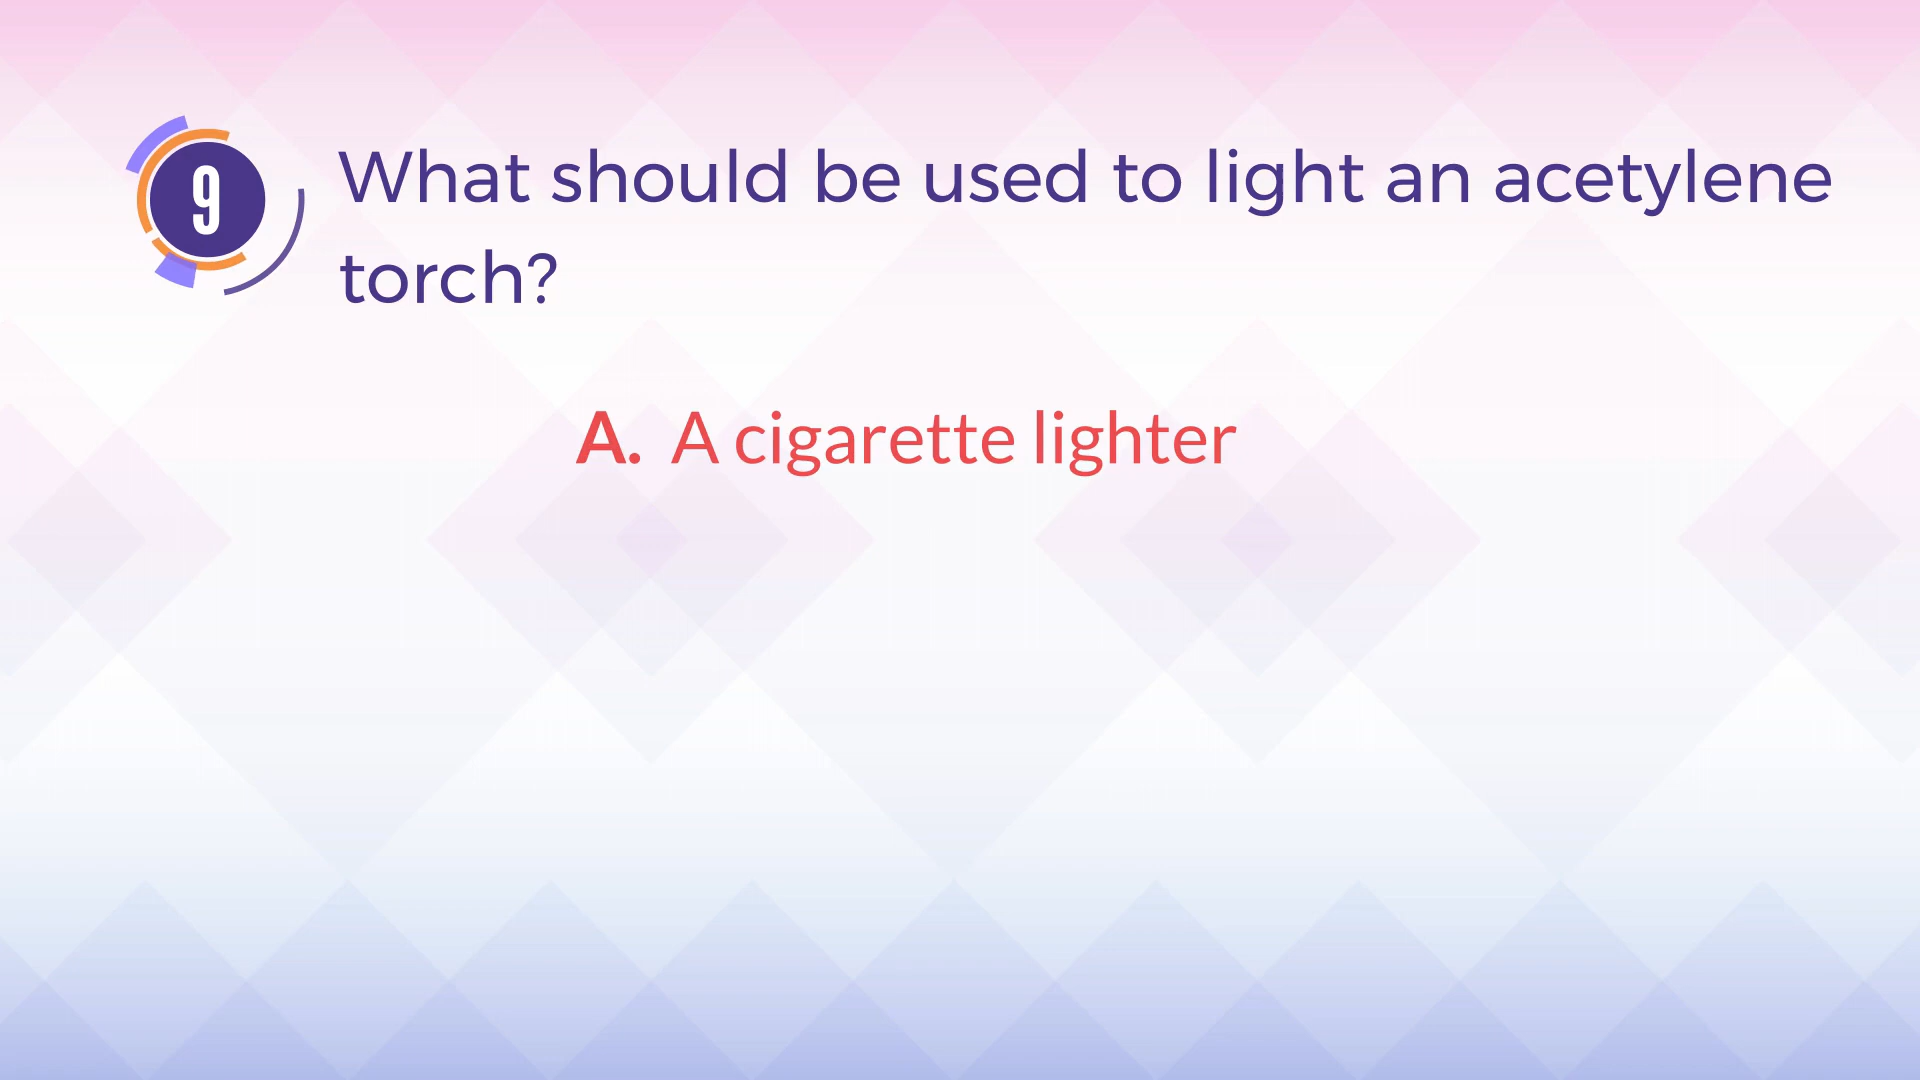 9
What should be used to light an acetylene
torch?
A. A cigarette lighter